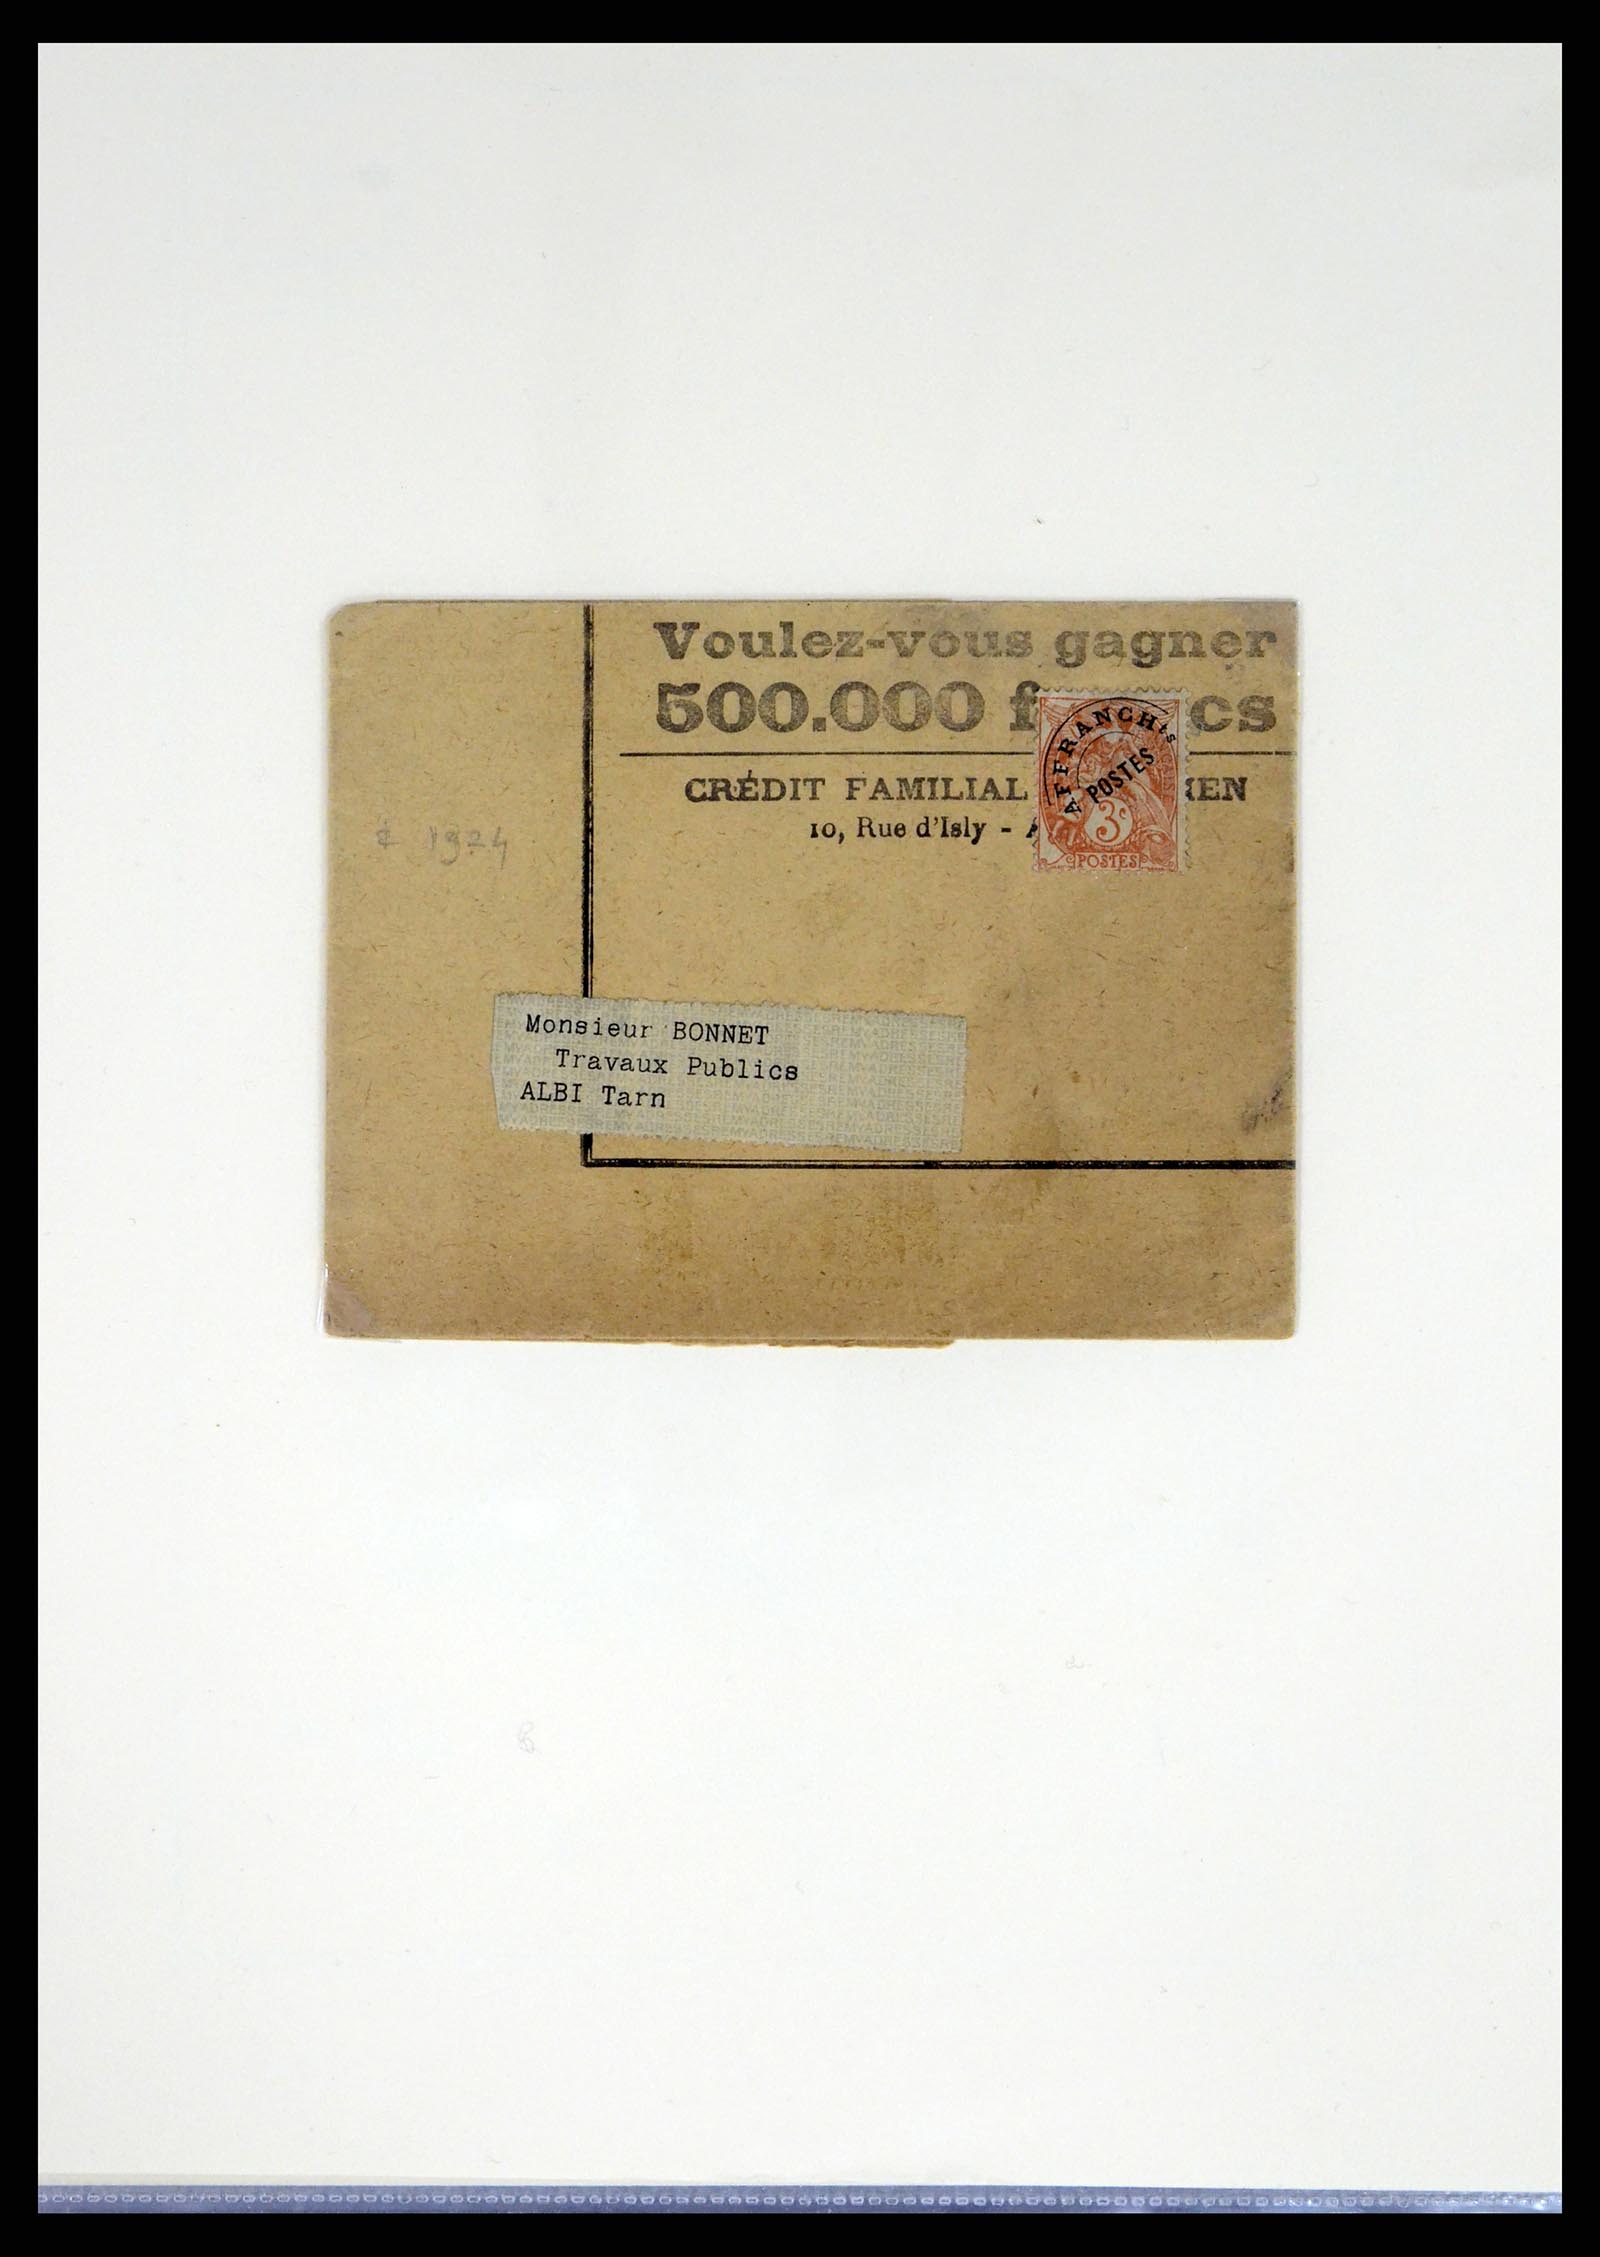 Voulez-vous gagner
500.000 f cs
CRÉDIT FAMILIAL IEN
10, Rue d'Isly -
AFFRANCHts
POSTES
3c
POSTES
1924
Monsieur BONNET
Travaux Publics
ALBI Tarn